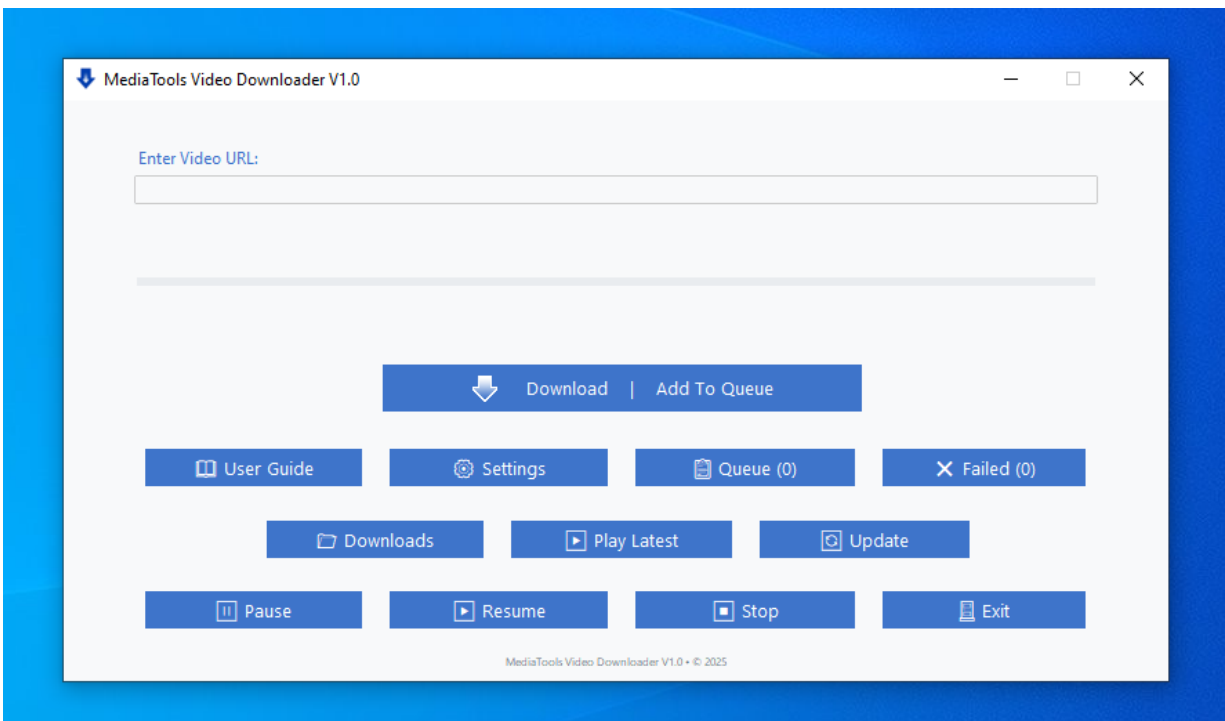 MediaTools Video Downloader V1.0
Enter Video URL:
Download | Add To Queue
User Guide Settings Queue (0) Failed (0)
Downloads Play Latest Update
Pause Resume Stop Exit
MediaTools Video Downloader V1.0 • © 2025